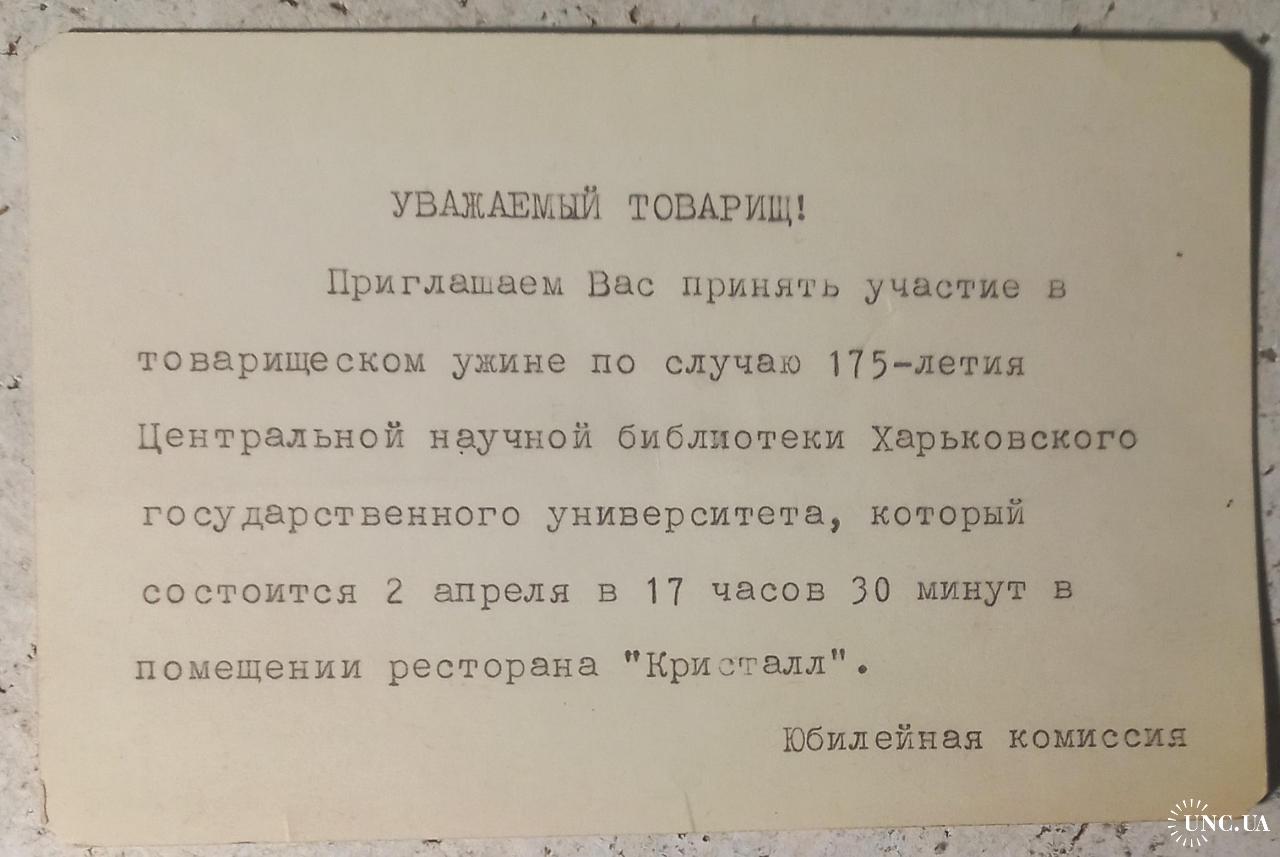 УВАЖАЕМЫЙ ТОВАРИЩ!
Приглашаем Вас принять участие в
товарищеском ужине по случаю 175-летия
Центральной научной библиотеки Харьковского
государственного университета, который
состоится 2 апреля в 17 часов 30 минут в
помещении ресторана "Кристалл".
Юбилейная комиссия
UNC.UA